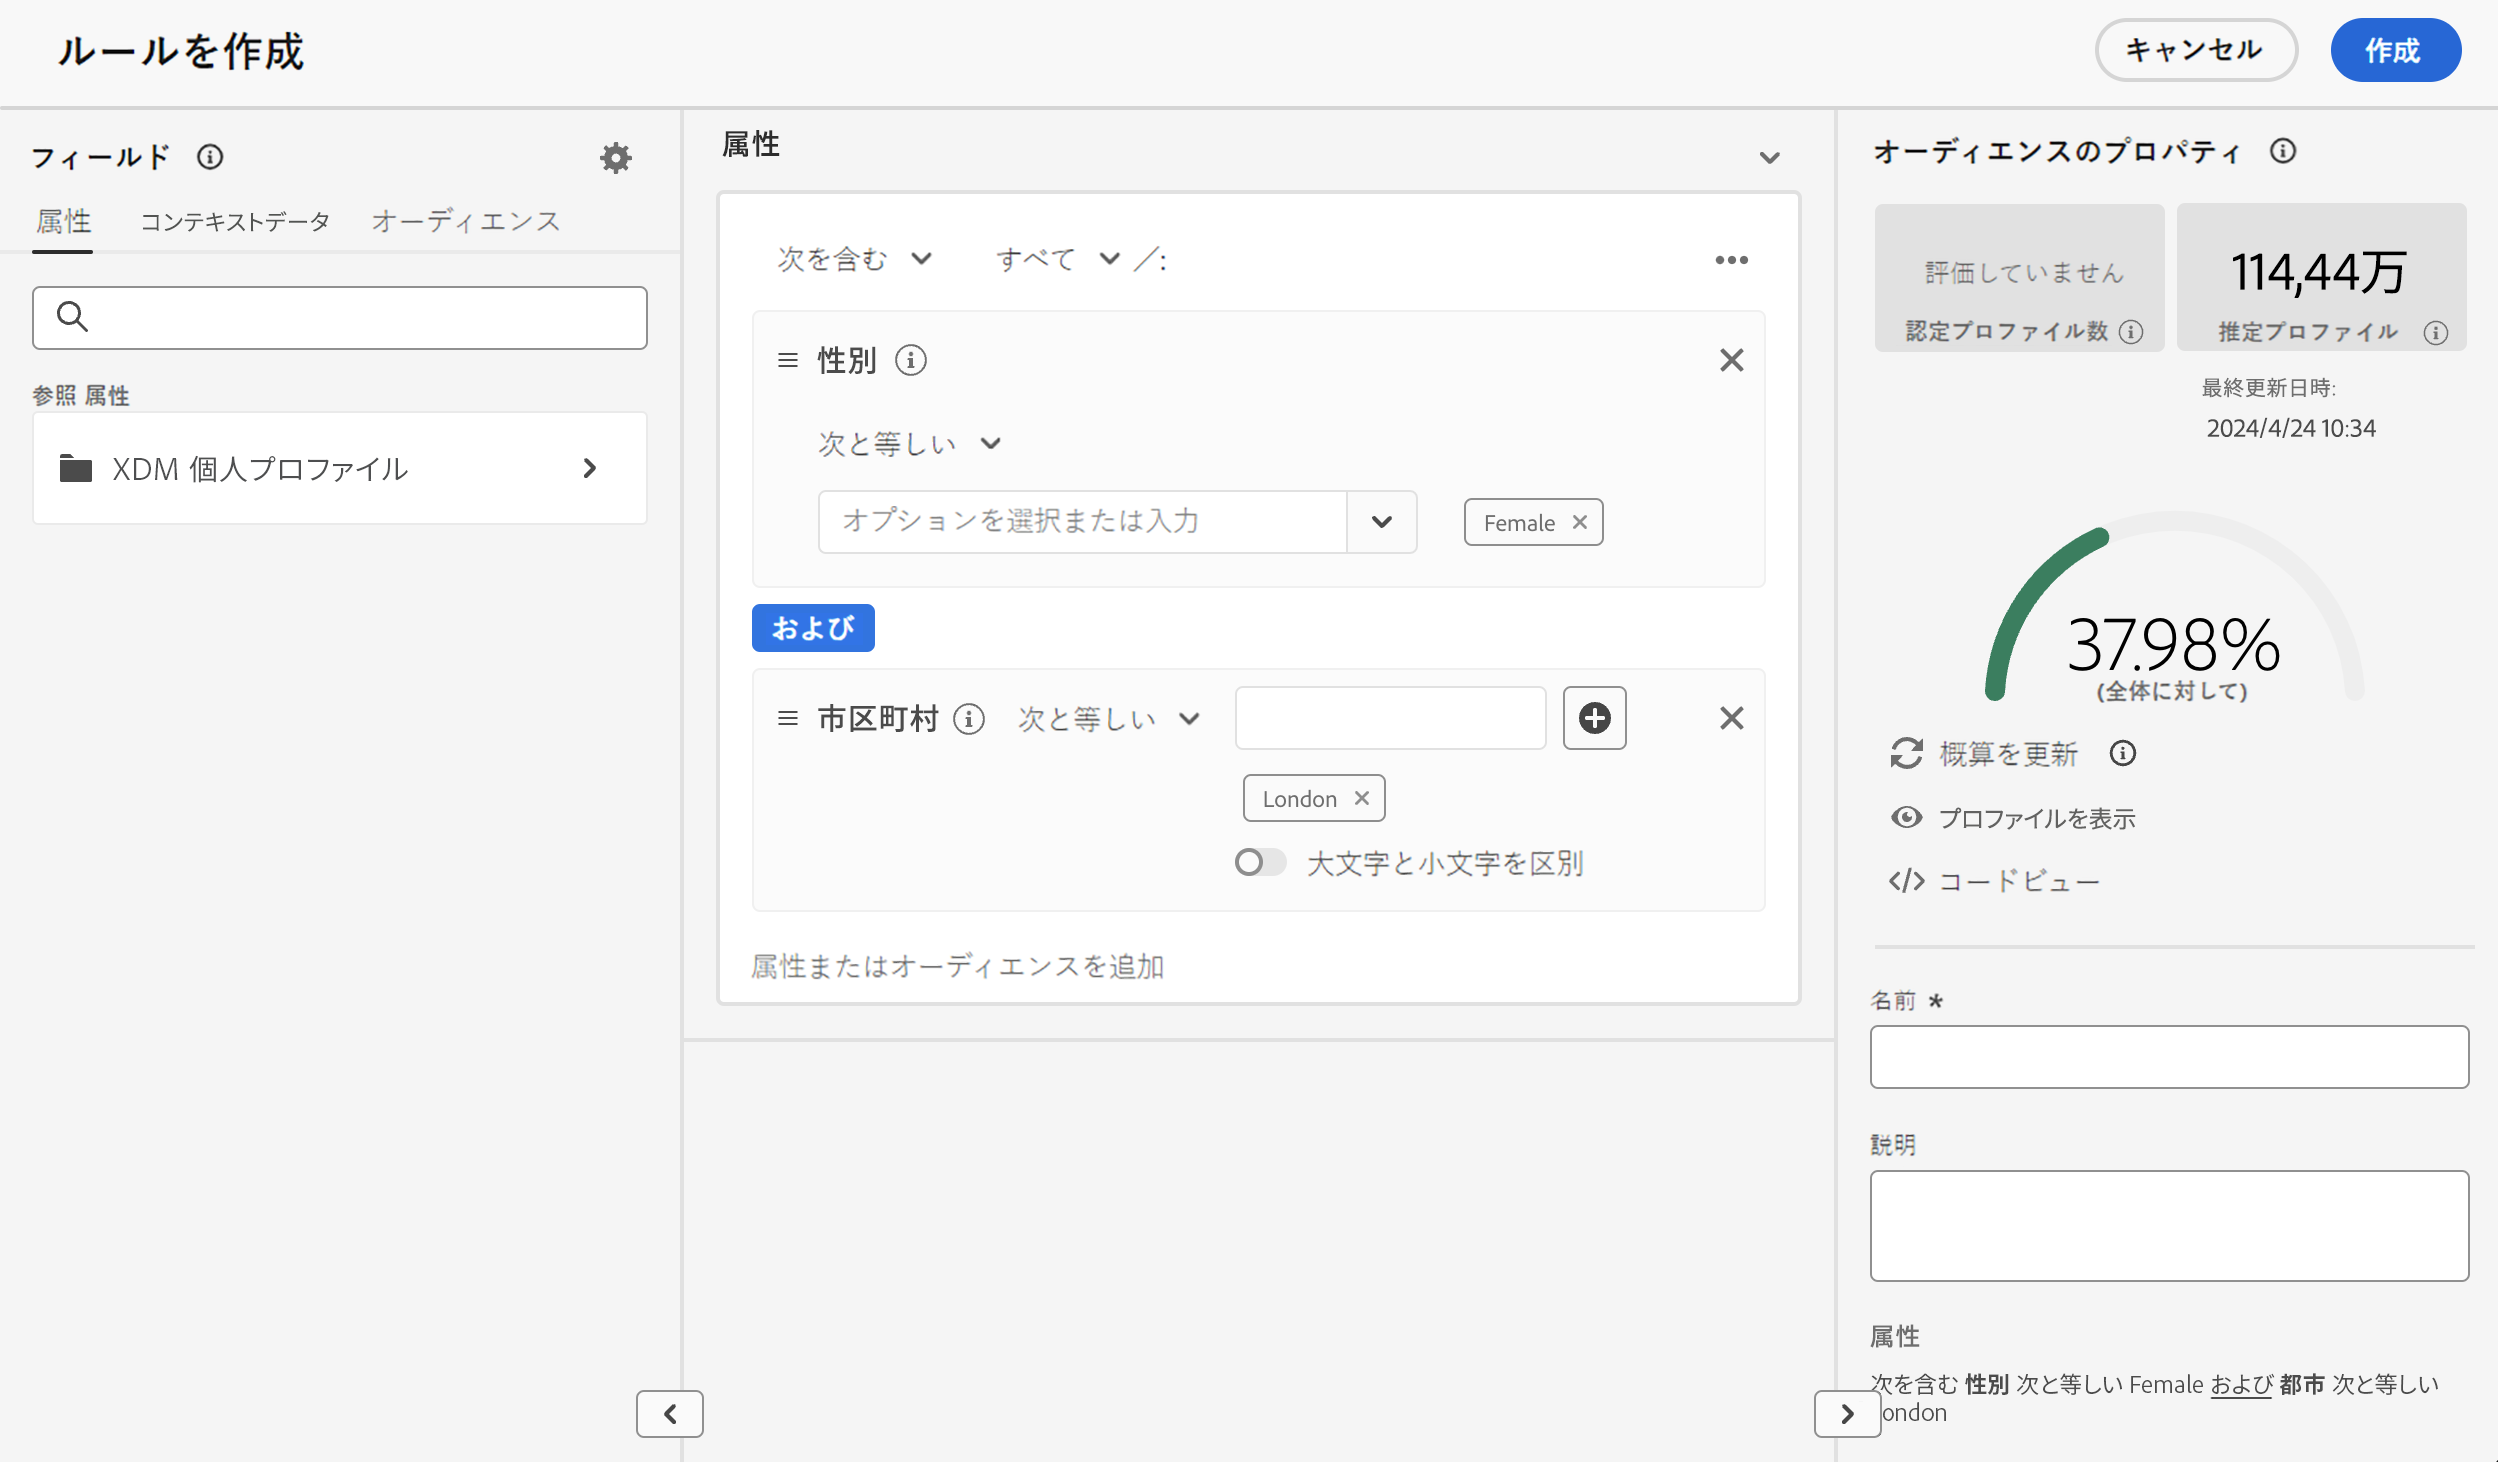 ルールを作成
キャンセル
作成
フィールド
属性
コンテキストデータ
オーディエンス
参照 属性
XDM 個人プロファイル
属性
次を含む
すべて
／:
性別
次と等しい
オプションを選択または入力
Female
および
市区町村
次と等しい
London
大文字と小文字を区別
属性またはオーディエンスを追加
オーディエンスのプロパティ
評価していません
認定プロファイル数
114,44万
推定プロファイル
最終更新日時:
2024/4/24 10:34
37.98%
(全体に対して)
概算を更新
プロファイルを表示
</> コードビュー
名前 *
説明
属性
次を含む 性別 次と等しい Female および 都市 次と等しい
ondon